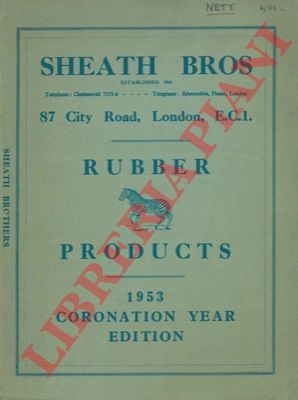 NETT
SHEATH BROS
ESTABLISHED
87 City Road, London, E.C.1.
RUBBER
PRODUCTS
1953
CORONATION YEAR
EDITION
SHEATH BROTHERS
LIBRERIA PIANI